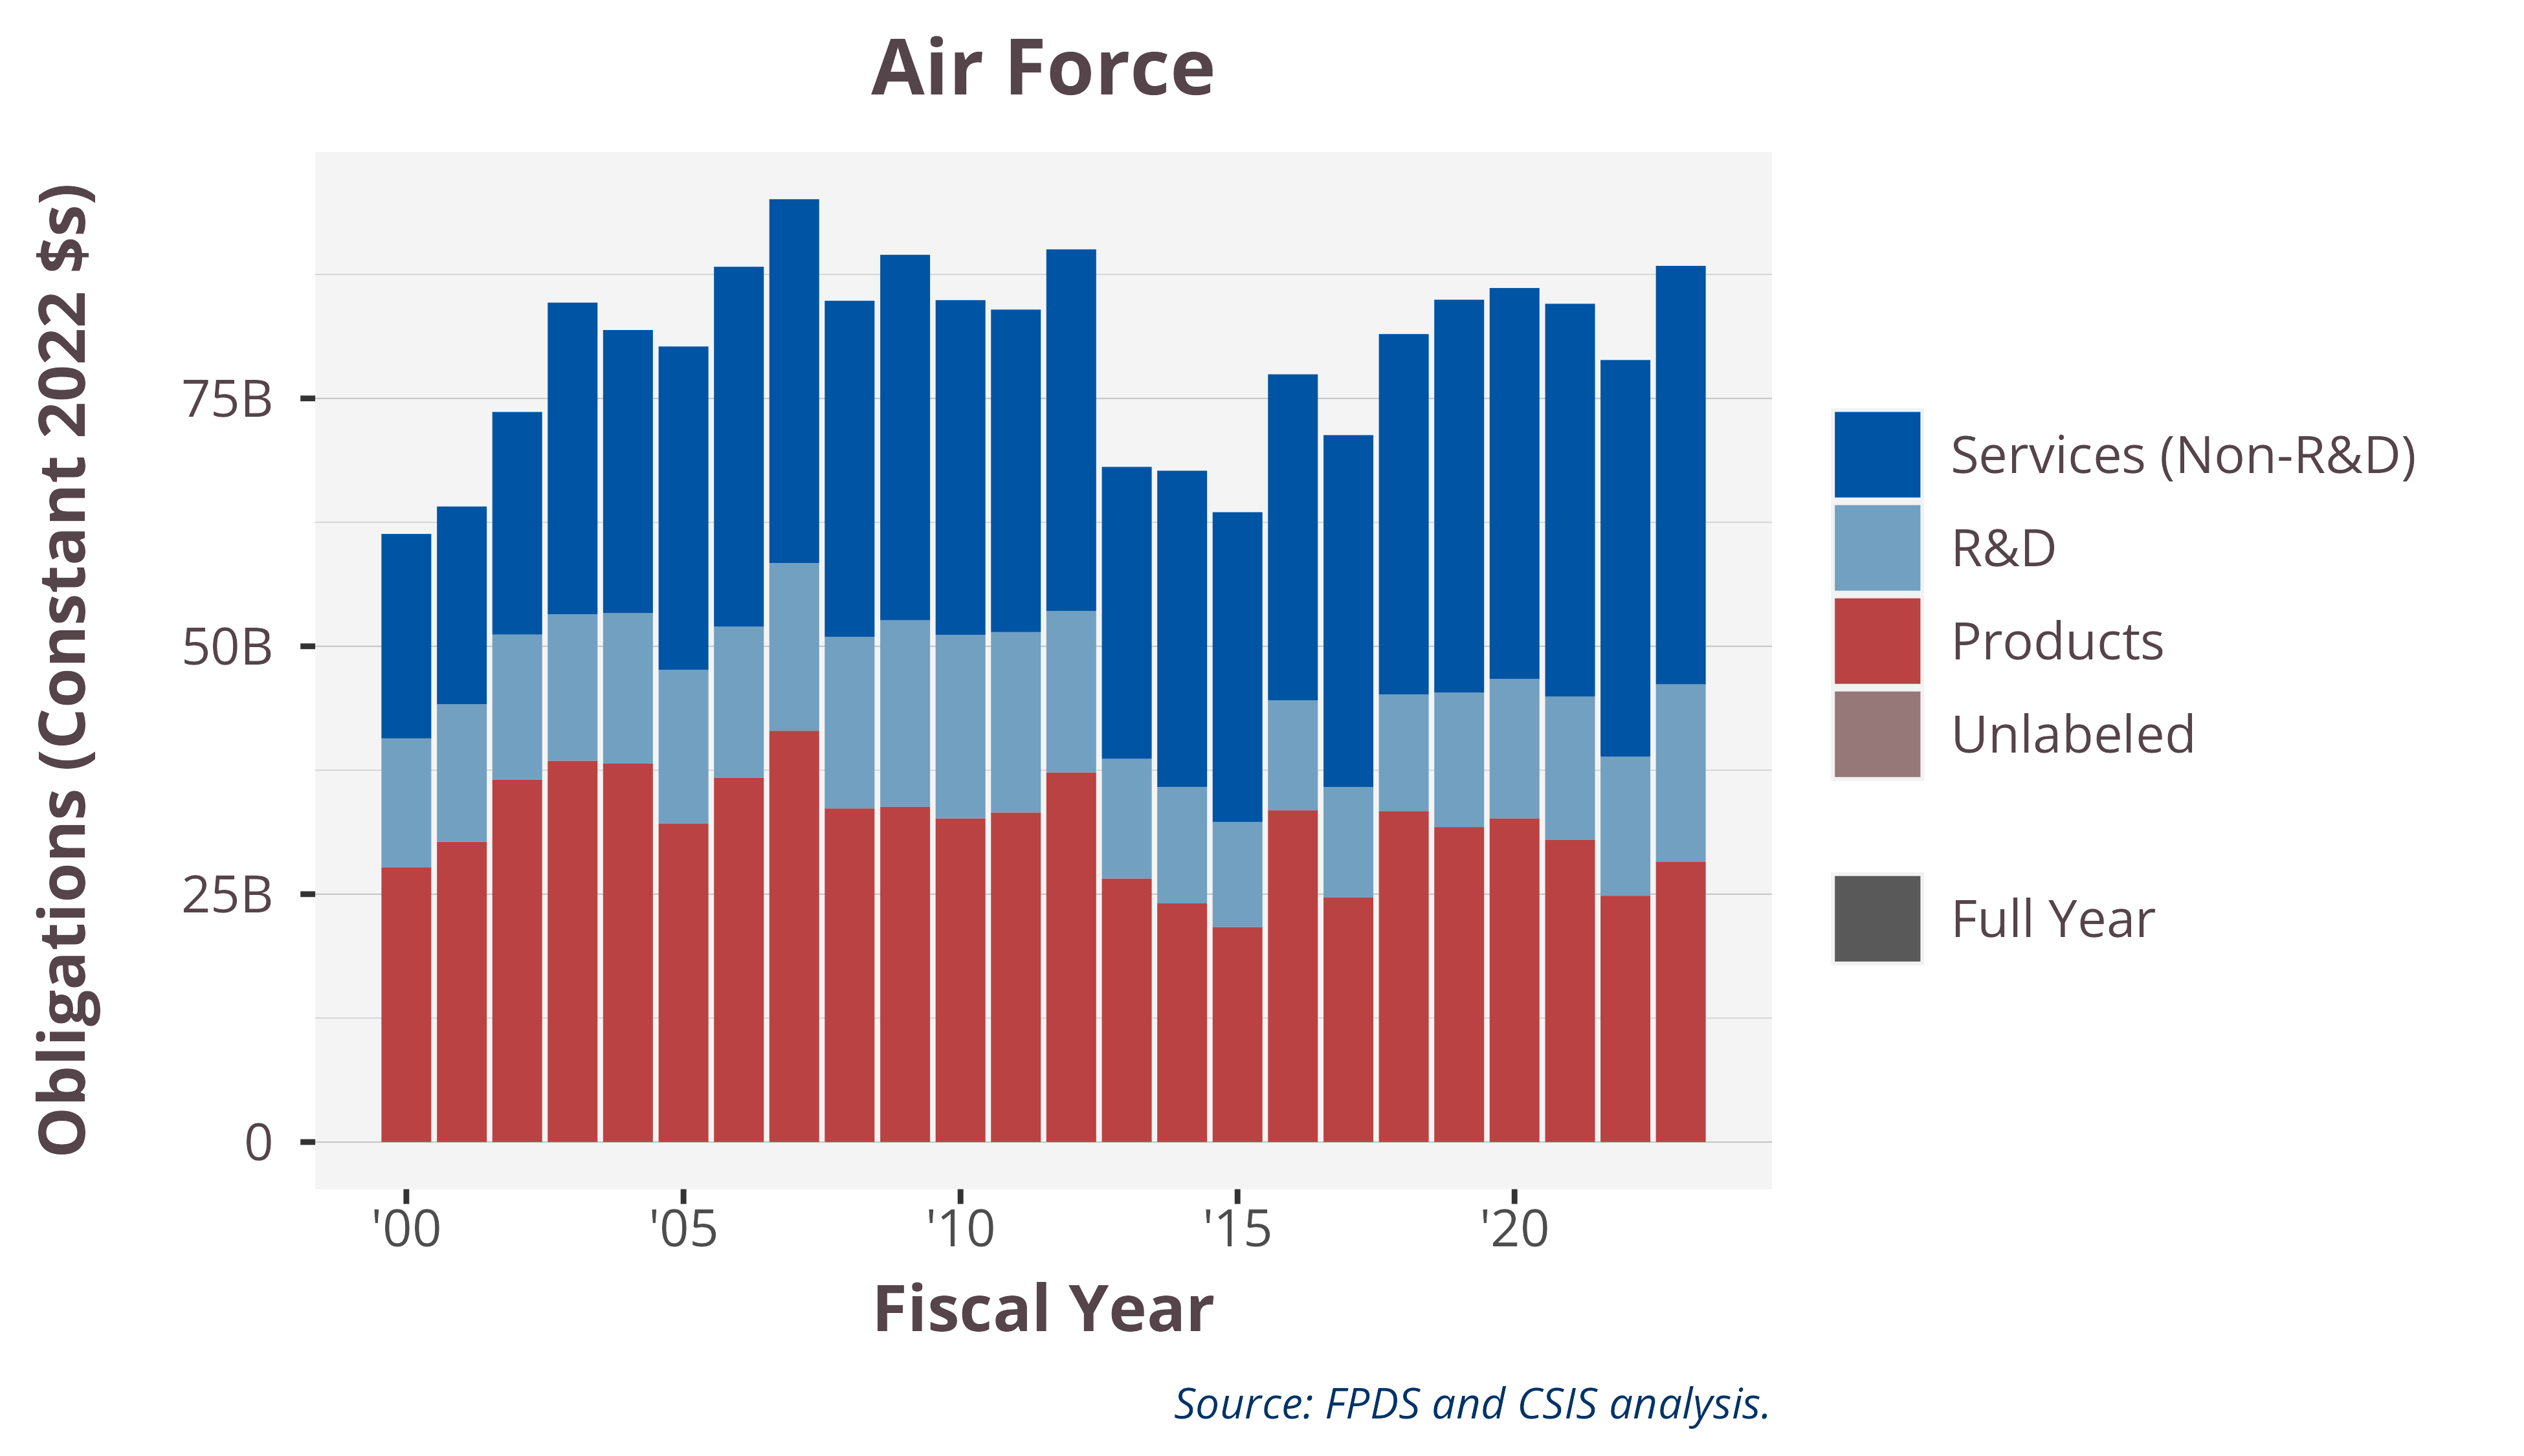 Air Force
Obligations (Constant 2022 $s)
75B
50B
25B
0
'00
'05
'10
'15
'20
Fiscal Year
Services (Non-R&D)
R&D
Products
Unlabeled
Full Year
Source: FPDS and CSIS analysis.